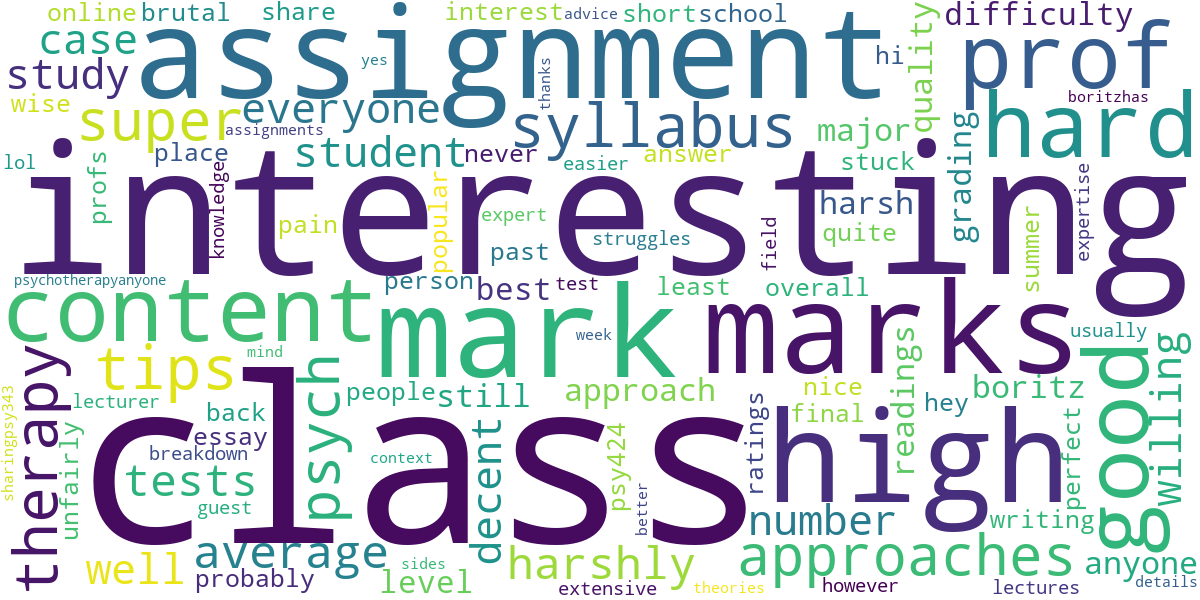 online
brutal
share
interest
advice
short
school
difficulty
case
assignment
yes
hi
quality
prof
study
wise
super
everyone
thanks
boritzhas
assignments
syllabus
major
grading
hard
lol
profs
place
student
never
easier
answer
stuck
knowledge
interesting
pain
popular
expert
past
struggles
field
harsh
quite
summer
expertise
psychotherapyanyone
content
person
best
test
least
overall
mark
marks
week
usually
therapy
tips
mind
psych
people
still
approach
nice
final
readings
boritz
hey
good
willing
sharingpsy343
lecturer
unfairly
back
essay
breakdown
class
context
decent
psy424
better
ratings
high
perfect
tests
guest
number
writing
well
average
probably
sides
level
harshly
extensive
approaches
theories
however
lectures
anyone
details